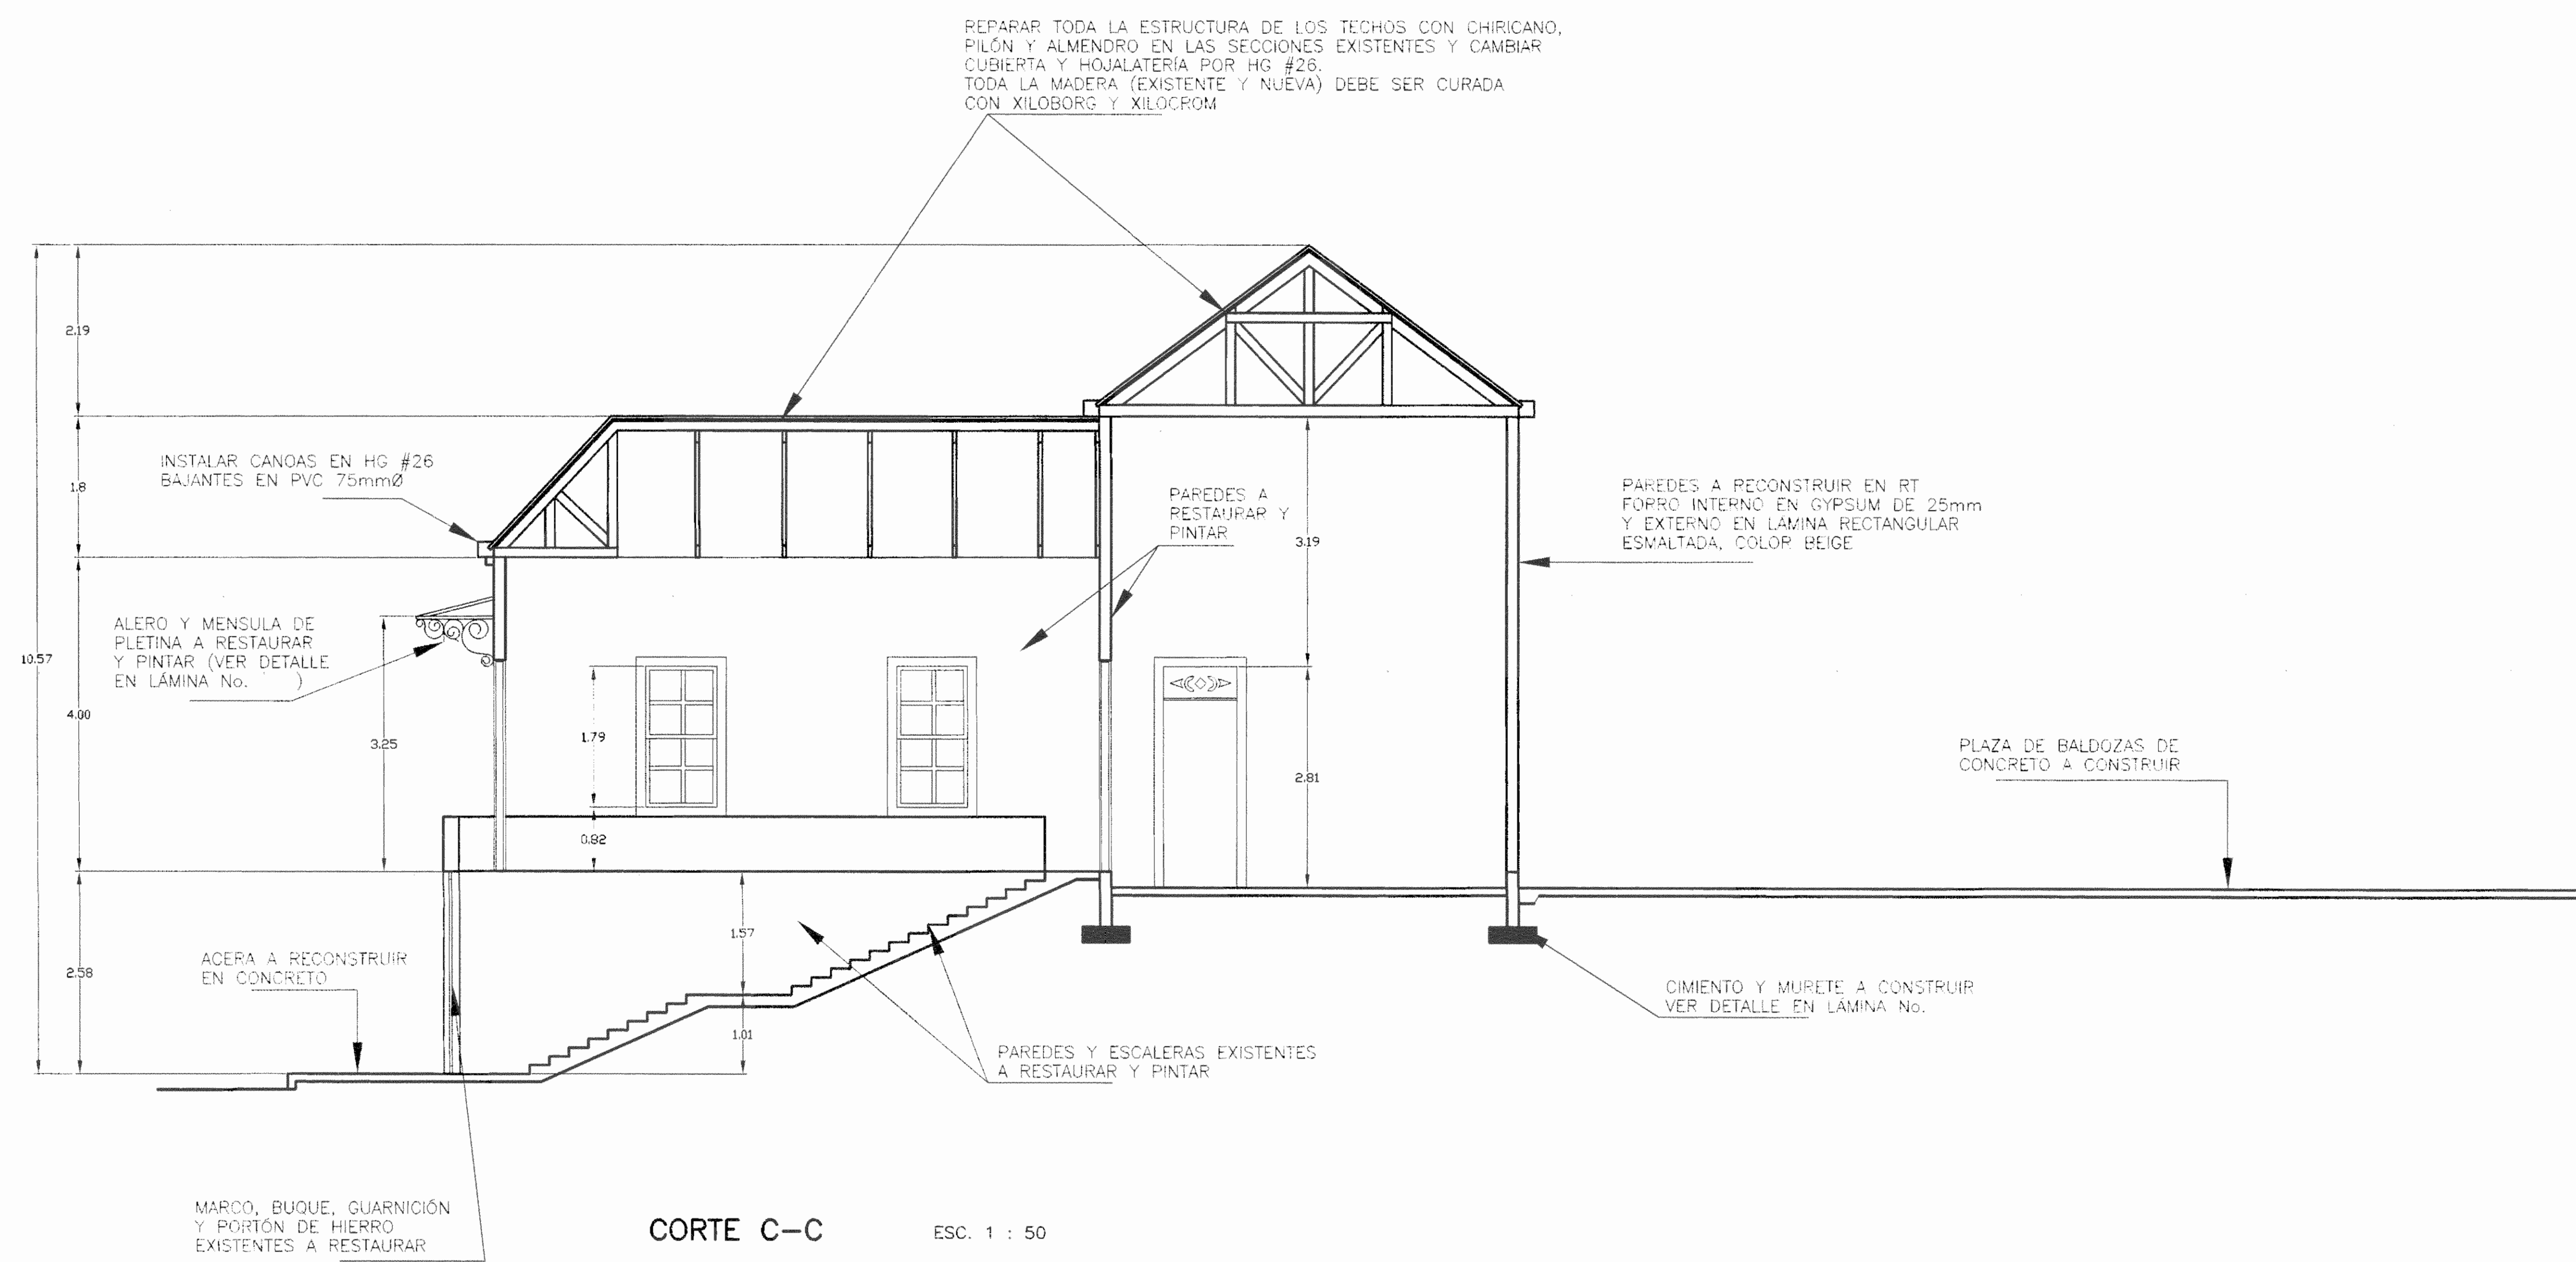 REPARAR TODA LA ESTRUCTURA DE LOS TECHOS CON CHIRICANO,
PILÓN Y ALMENDRO EN LAS SECCIONES EXISTENTES Y CAMBIAR
CUBIERTA Y HOJALATERÍA POR HG #26.
TODA LA MADERA (EXISTENTE Y NUEVA) DEBE SER CURADA
CON XILOBORG Y XILOCROM
2.19
INSTALAR CANOAS EN HG #26
BAJANTES EN PVC 75mmØ
1.8
PAREDES A
RESTAURAR Y
PINTAR
3.19
PAREDES A RECONSTRUIR EN RT
FORRO INTERNO EN GYPSUM DE 25mm
Y EXTERNO EN LAMINA RECTANGULAR
ESMALTADA, COLOR BEIGE
ALERO Y MENSULA DE
PLETINA A RESTAURAR
Y PINTAR (VER DETALLE
EN LÁMINA No. )
10.57
4.00
3.25
1.79
2.81
0.82
PLAZA DE BALDOZAS DE
CONCRETO A CONSTRUIR
1.57
ACERA A RECONSTRUIR
EN CONCRETO
2.58
1.01
CIMIENTO Y MURETE A CONSTRUIR
VER DETALLE EN LÁMINA No.
PAREDES Y ESCALERAS EXISTENTES
A RESTAURAR Y PINTAR
MARCO, BUQUE, GUARNICIÓN
Y PORTÓN DE HIERRO
EXISTENTES A RESTAURAR
CORTE C-C ESC. 1 : 50